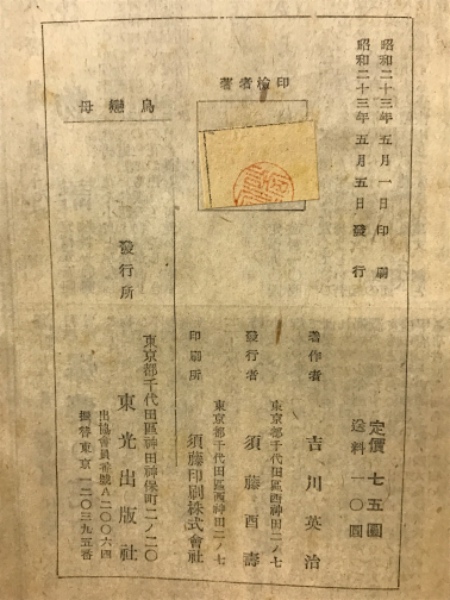 昭和二十三年五月一日印刷
昭和二十三年五月五日發行
定價 七五圓
送料 一〇圓
著者檢印
著作者 吉川英治
東京都千代田區西神田二ノ七
發行者 須藤酉壽
東京都千代田區西神田二ノ七
印刷所 須藤印刷株式會社
母戀鳥
發行所
東京都千代田區神田神保町二ノ二〇
東光出版社
出協會員番號A二〇〇六四
振替東京一二〇三九五番